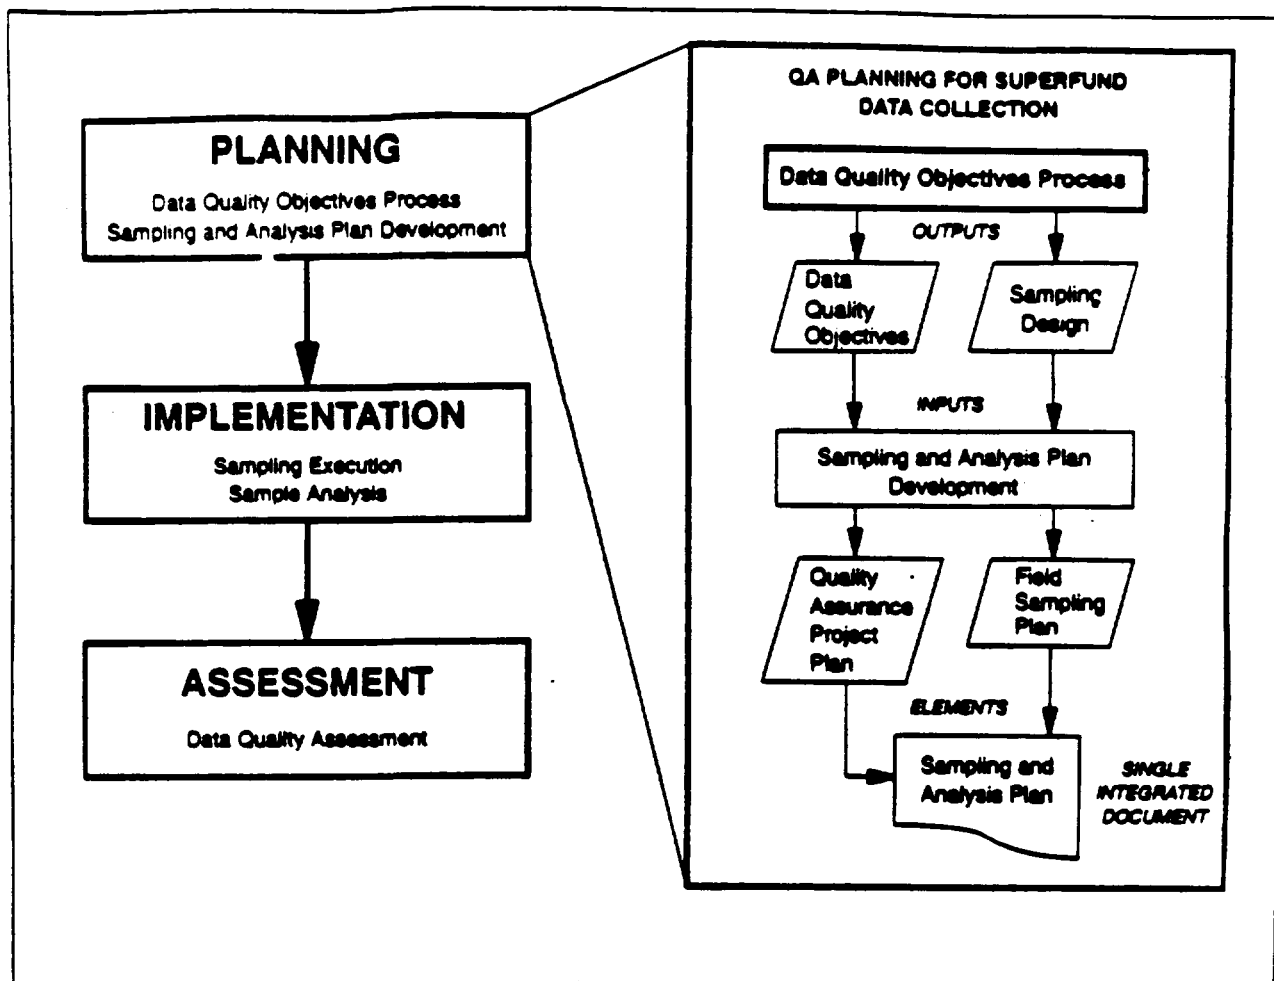 PLANNING
Data Quality Objectives Process
Sampling and Analysis Plan Development
IMPLEMENTATION
Sampling Execution
Sample Analysis
ASSESSMENT
Data Quality Assessment
QA PLANNING FOR SUPERFUND
DATA COLLECTION
Data Quality Objectives Process
OUTPUTS
Data
Quality
Objectives
Sampling
Design
INPUTS
Sampling and Analysis Plan
Development
Quality
Assurance
Project
Plan
Field
Sampling
Plan
ELEMENTS
Sampling and
Analysis Plan
SINGLE
INTEGRATED
DOCUMENT